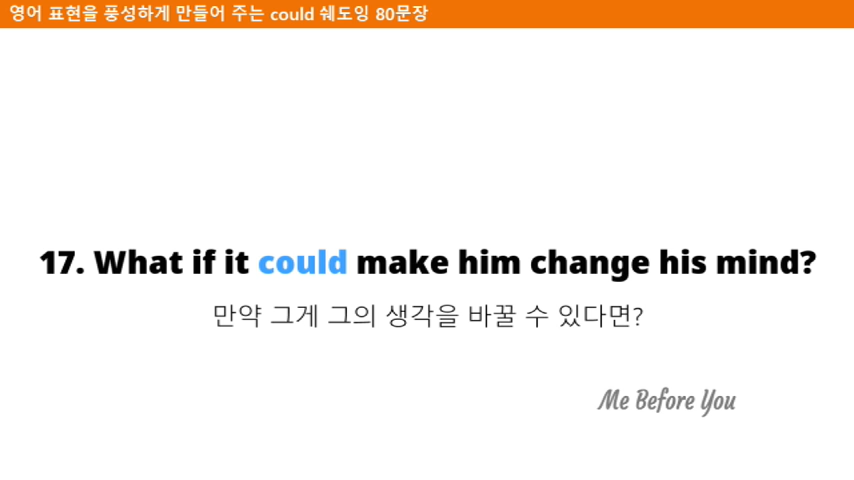 영어 표현을 풍성하게 만들어 주는 could 쉐도잉 80문장
17. What if it could make him change his mind?
만약 그게 그의 생각을 바꿀 수 있다면?
Me Before You